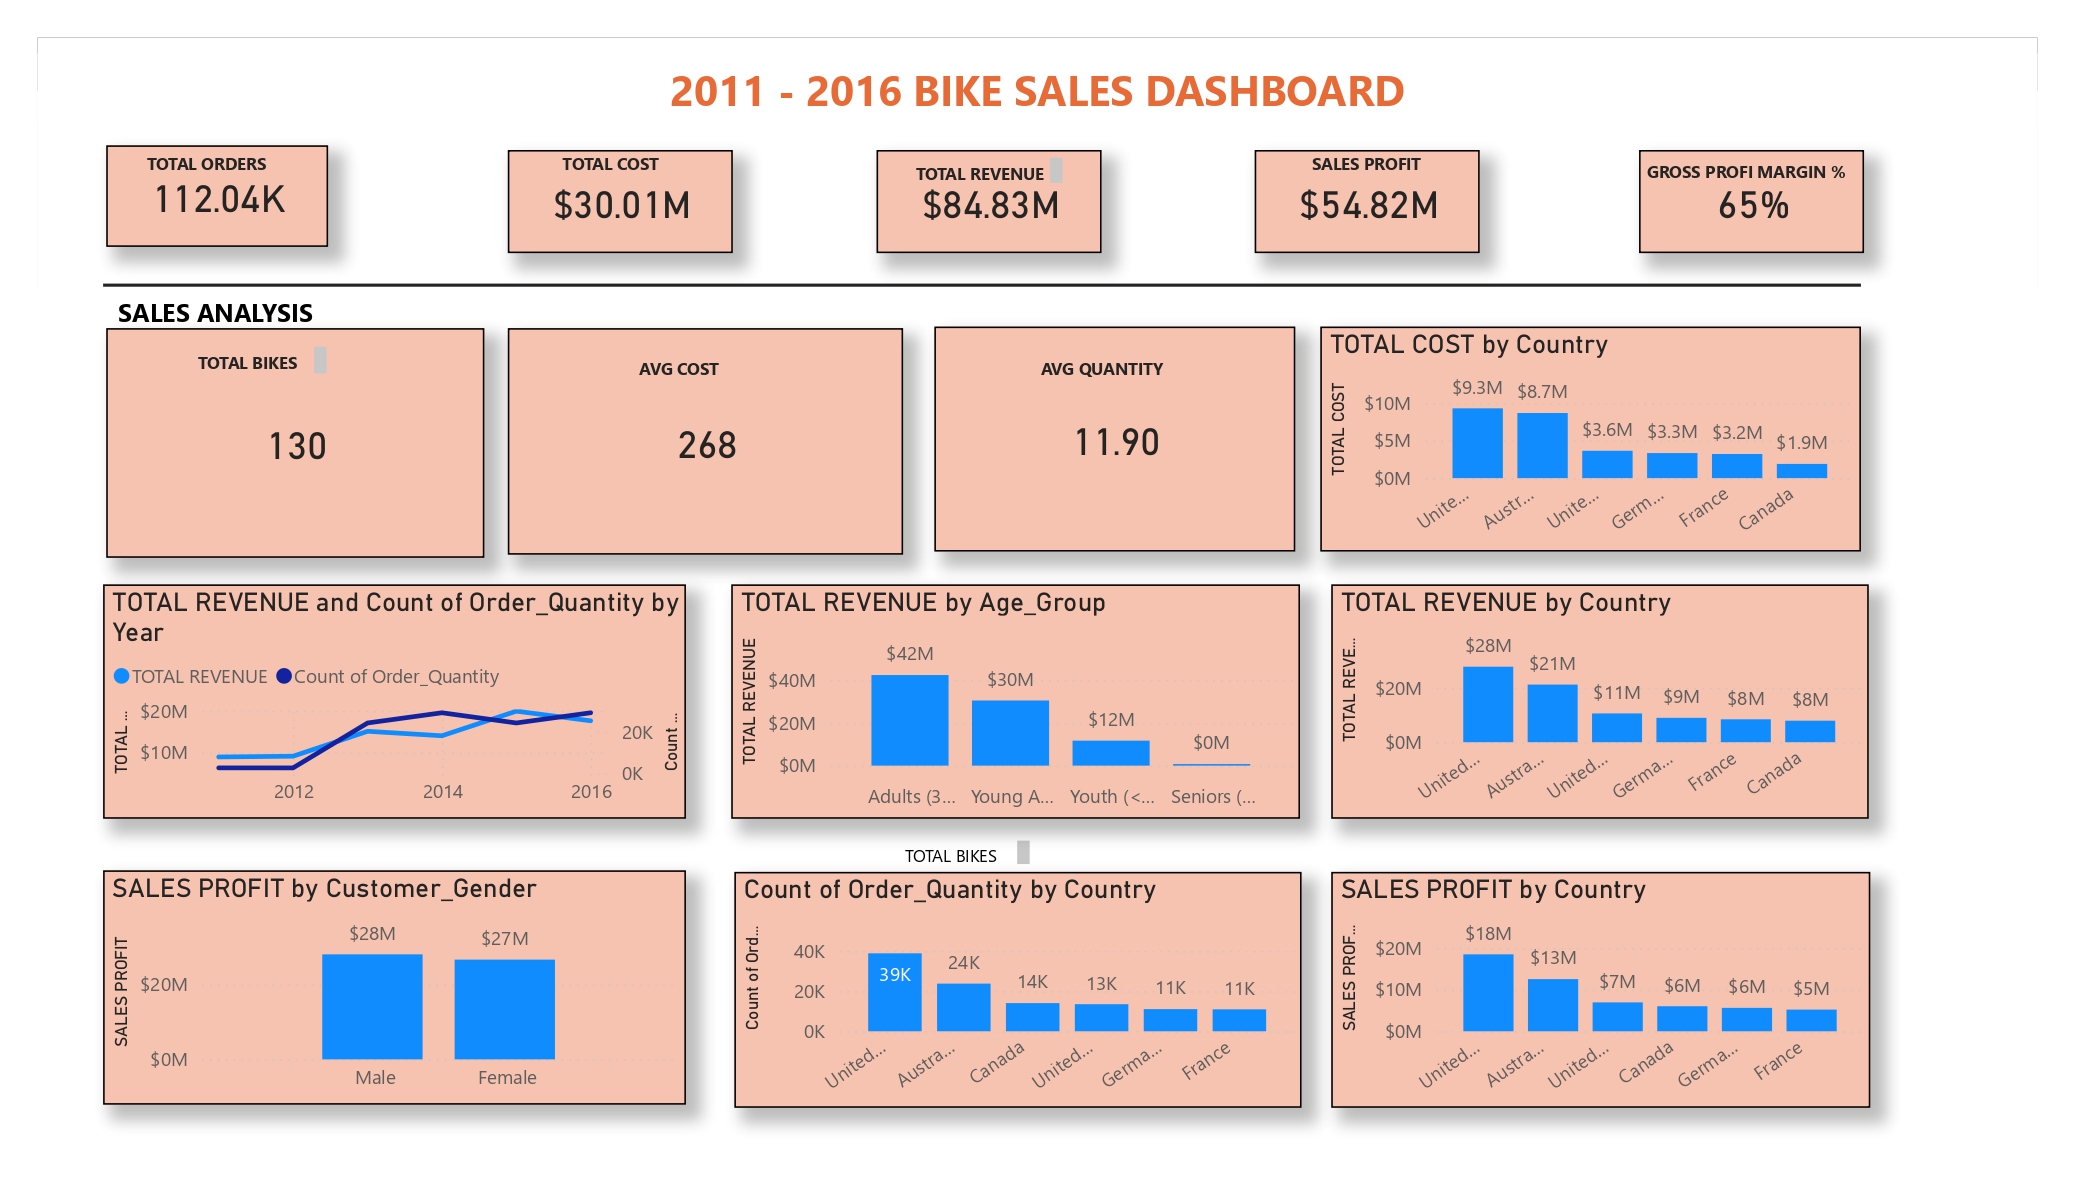 2011 - 2016 BIKE SALES DASHBOARD
TOTAL ORDERS
112.04K
TOTAL COST
$30.01M
TOTAL REVENUE
$84.83M
SALES PROFIT
$54.82M
GROSS PROFI MARGIN %
65%
SALES ANALYSIS
TOTAL BIKES
130
AVG COST
268
AVG QUANTITY
11.90
TOTAL COST by Country
TOTAL COST
$10M
$5M
$0M
$9.3M
$8.7M
$3.6M
$3.3M
$3.2M
$1.9M
Unite...
Austr...
Unite...
Germ...
France
Canada
TOTAL REVENUE and Count of Order_Quantity by
Year
TOTAL REVENUE
Count of Order_Quantity
TOTAL ...
$20M
$10M
20K
0K
Count ...
2012
2014
2016
TOTAL REVENUE by Age_Group
TOTAL REVENUE
$40M
$20M
$0M
$42M
$30M
$12M
$0M
Adults (3...
Young A...
Youth (<...
Seniors (...
TOTAL REVENUE by Country
TOTAL REVE...
$20M
$0M
$28M
$21M
$11M
$9M
$8M
$8M
United...
Austra...
United...
Germa...
France
Canada
SALES PROFIT by Customer_Gender
SALES PROFIT
$20M
$0M
$28M
$27M
Male
Female
TOTAL BIKES
Count of Order_Quantity by Country
Count of Ord...
40K
20K
0K
39K
24K
14K
13K
11K
11K
United...
Austra...
Canada
United...
Germa...
France
SALES PROFIT by Country
SALES PROF...
$20M
$10M
$0M
$18M
$13M
$7M
$6M
$6M
$5M
United...
Austra...
United...
Canada
Germa...
France